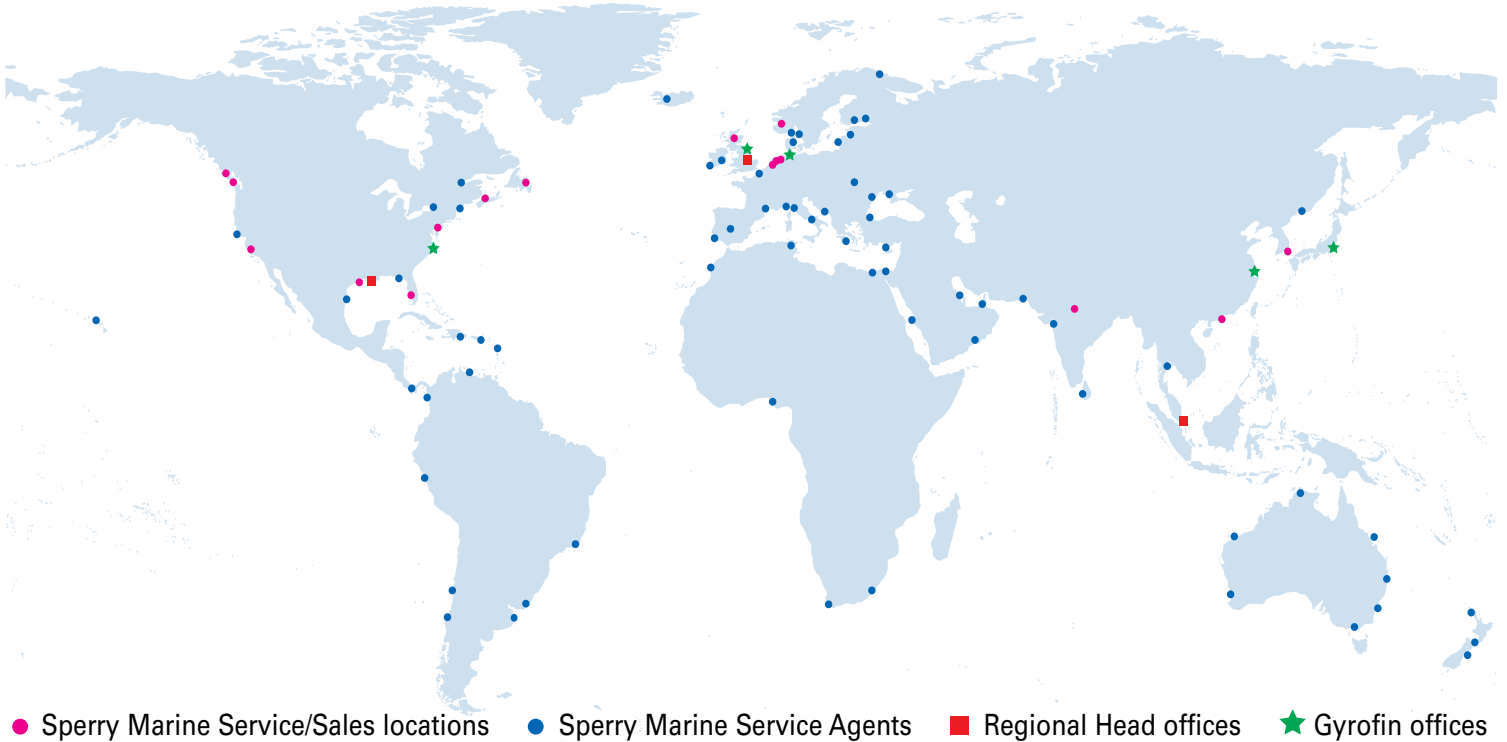 Sperry Marine Service/Sales locations Sperry Marine Service Agents Regional Head offices Gyrofin offices